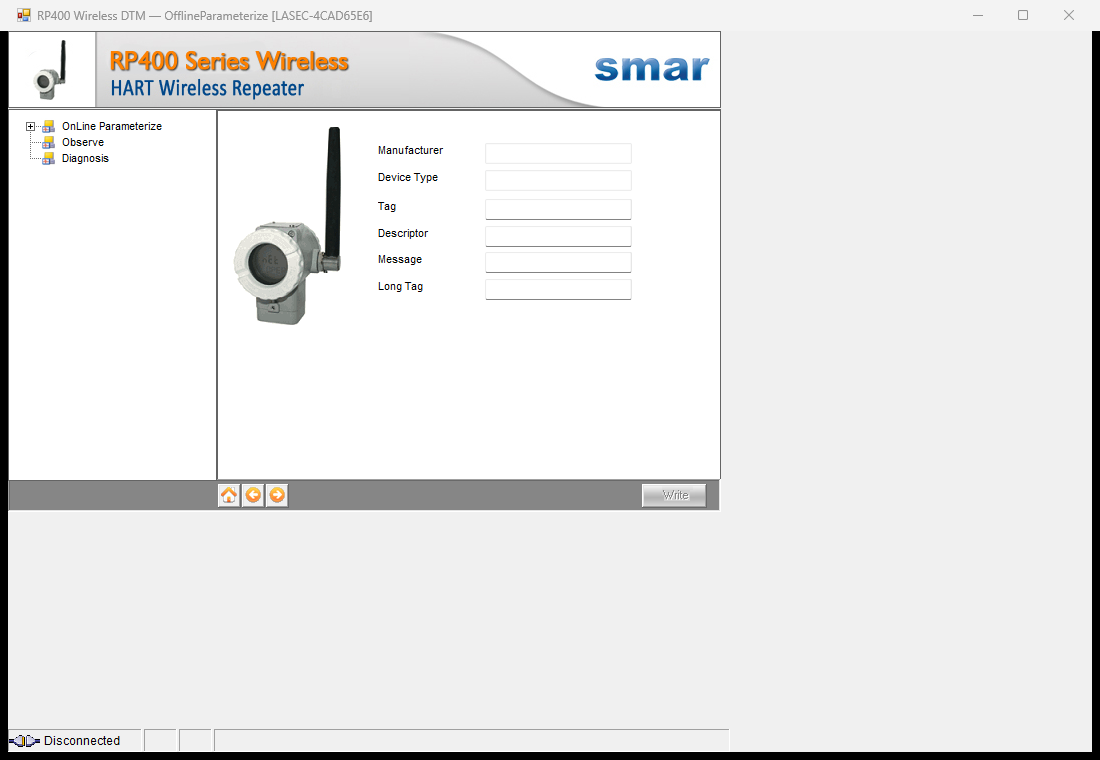 RP400 Wireless DTM — OfflineParameterize [LASEC-4CAD65E6]
RP400 Series Wireless
HART Wireless Repeater
smar
OnLine Parameterize
Observe
Diagnosis
Manufacturer
Device Type
Tag
Descriptor
Message
Long Tag
Write
Disconnected